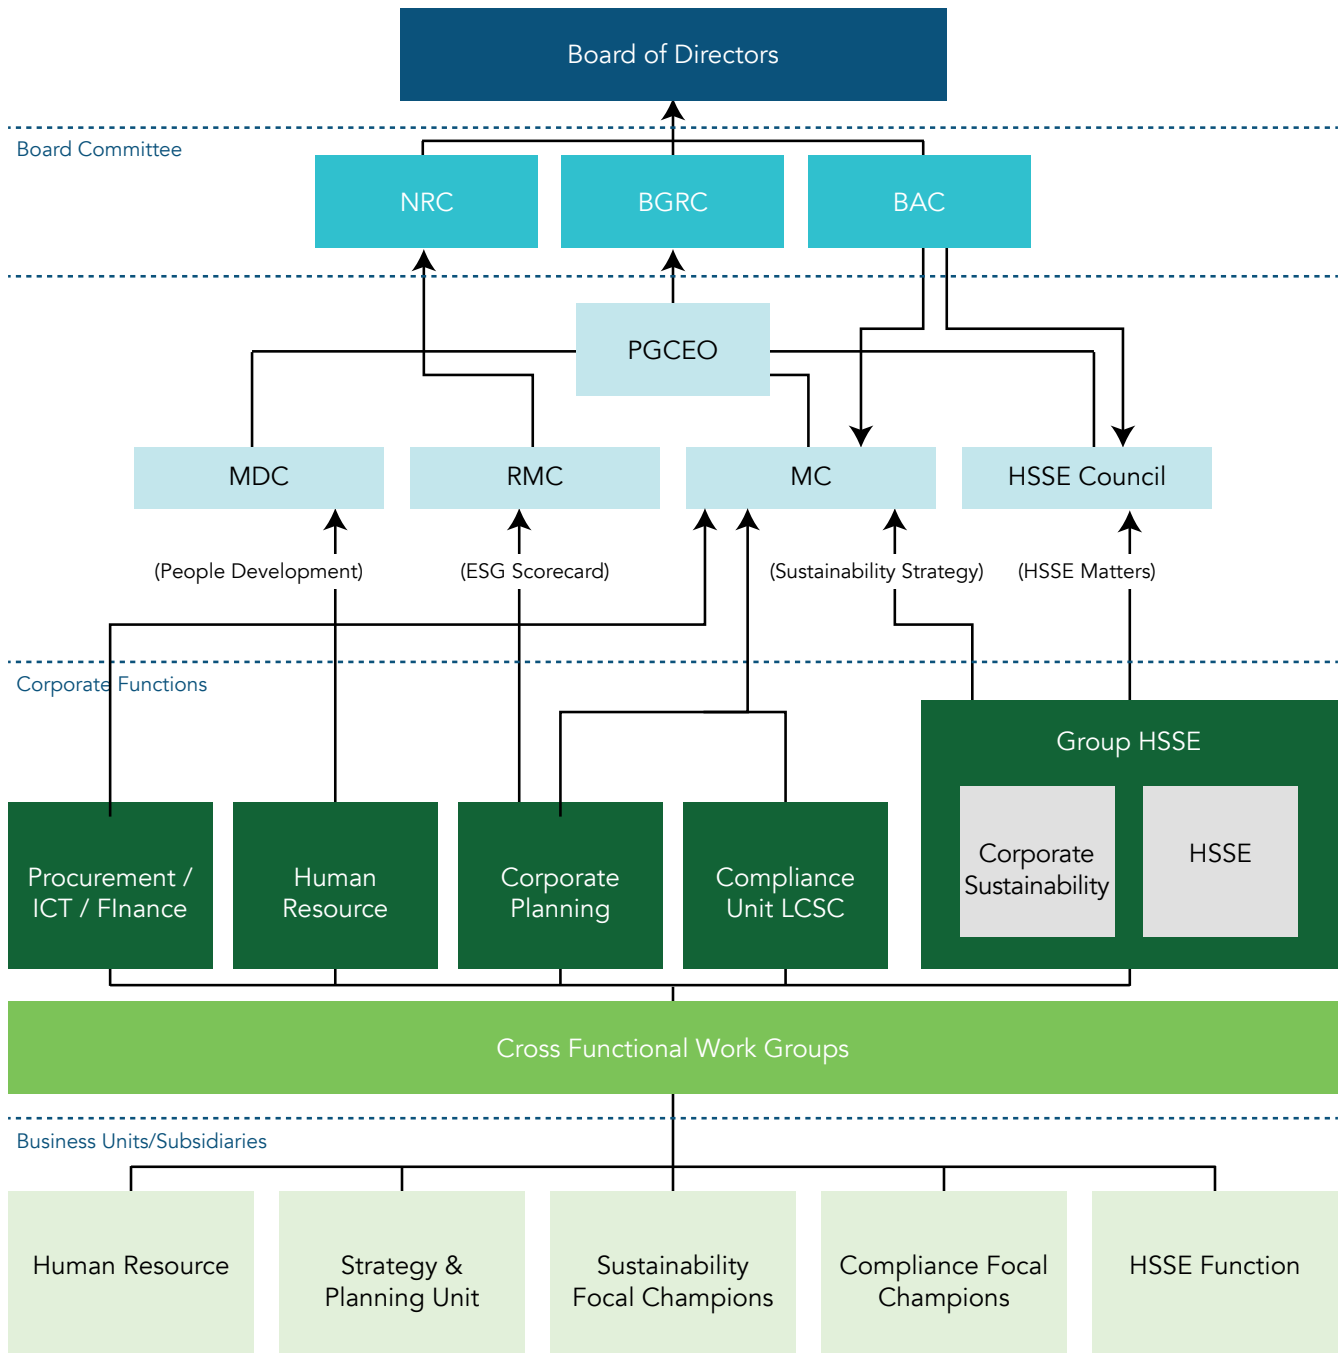 Board of Directors
Board Committee
NRC
BGRC
BAC
PGCEO
MDC
RMC
MC
HSSE Council
(People Development)
(ESG Scorecard)
(Sustainability Strategy)
(HSSE Matters)
Corporate Functions
Group HSSE
Corporate
Sustainability
HSSE
Procurement /
ICT / FInance
Human
Resource
Corporate
Planning
Compliance
Unit LCSC
Cross Functional Work Groups
Business Units/Subsidiaries
Human Resource
Strategy &
Planning Unit
Sustainability
Focal Champions
Compliance Focal
Champions
HSSE Function